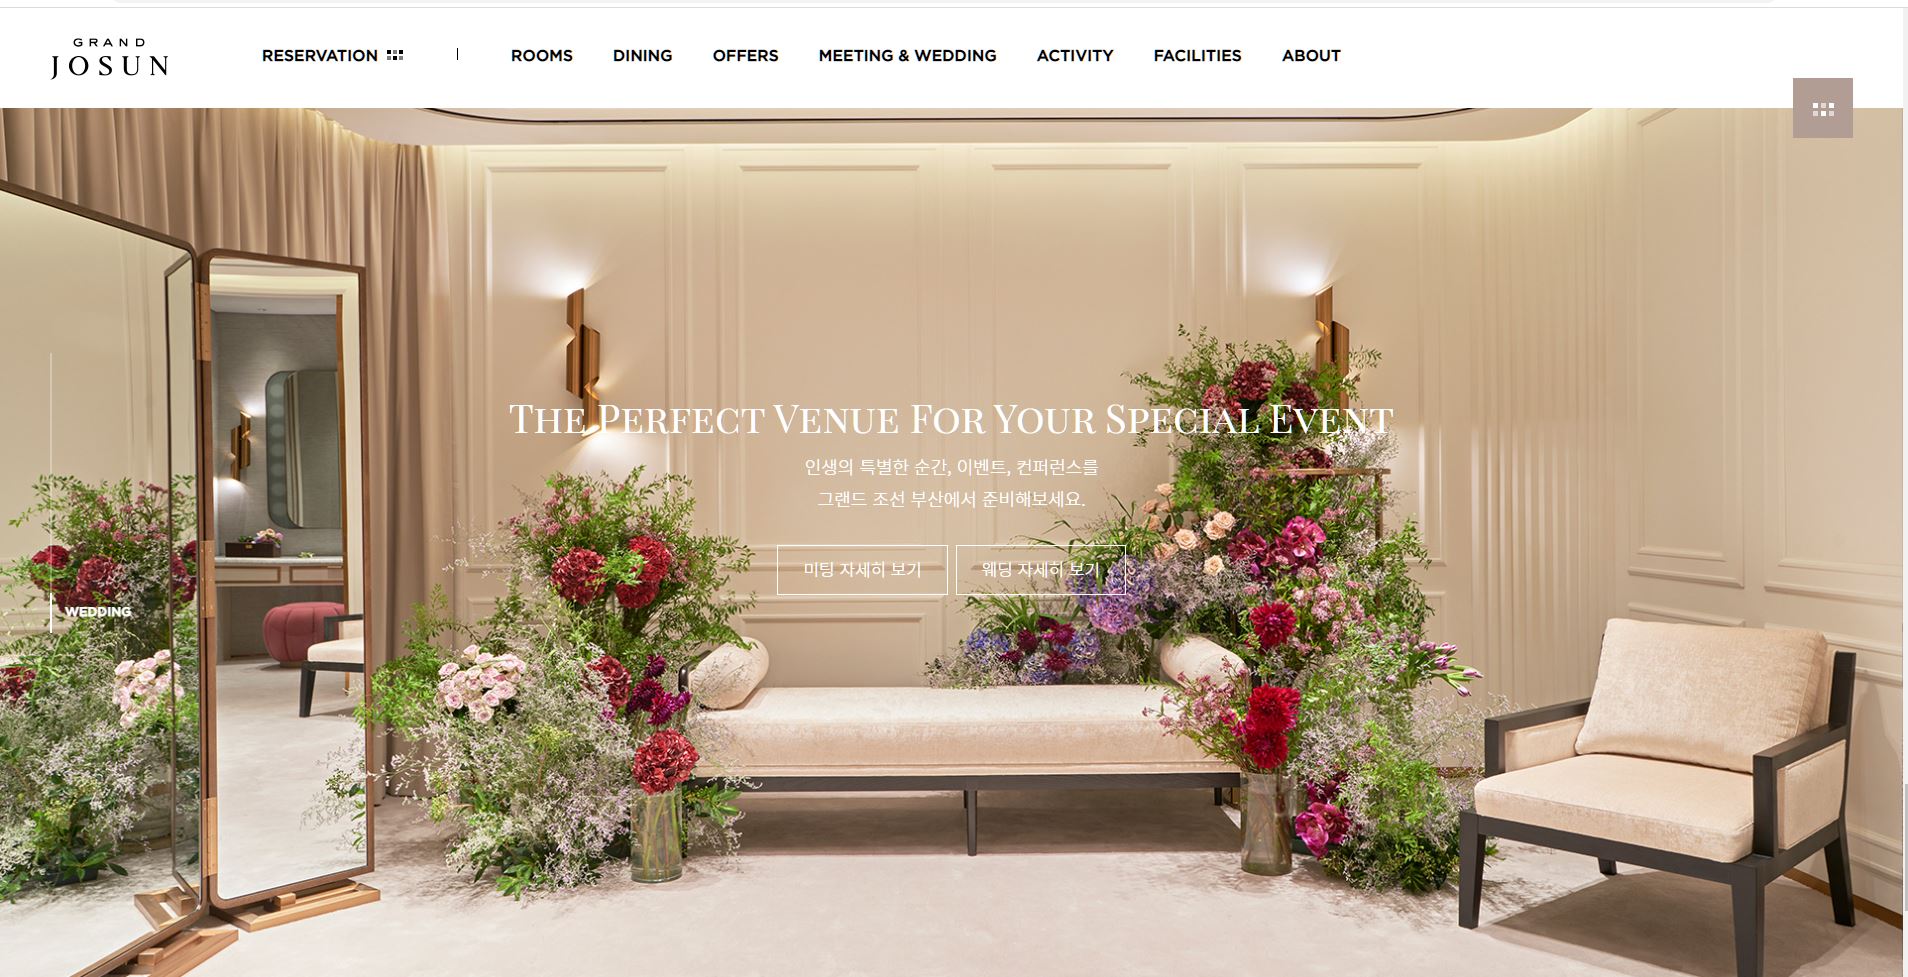 GRAND
JOSUN
RESERVATION
ROOMS
DINING
OFFERS
MEETING & WEDDING
ACTIVITY
FACILITIES
ABOUT
THE PERFECT VENUE FOR YOUR SPECIAL EVENT
인생의 특별한 순간, 이벤트, 컨퍼런스를
그랜드 조선 부산에서 준비해보세요.
미팅 자세히 보기
웨딩 자세히 보기
WEDDING